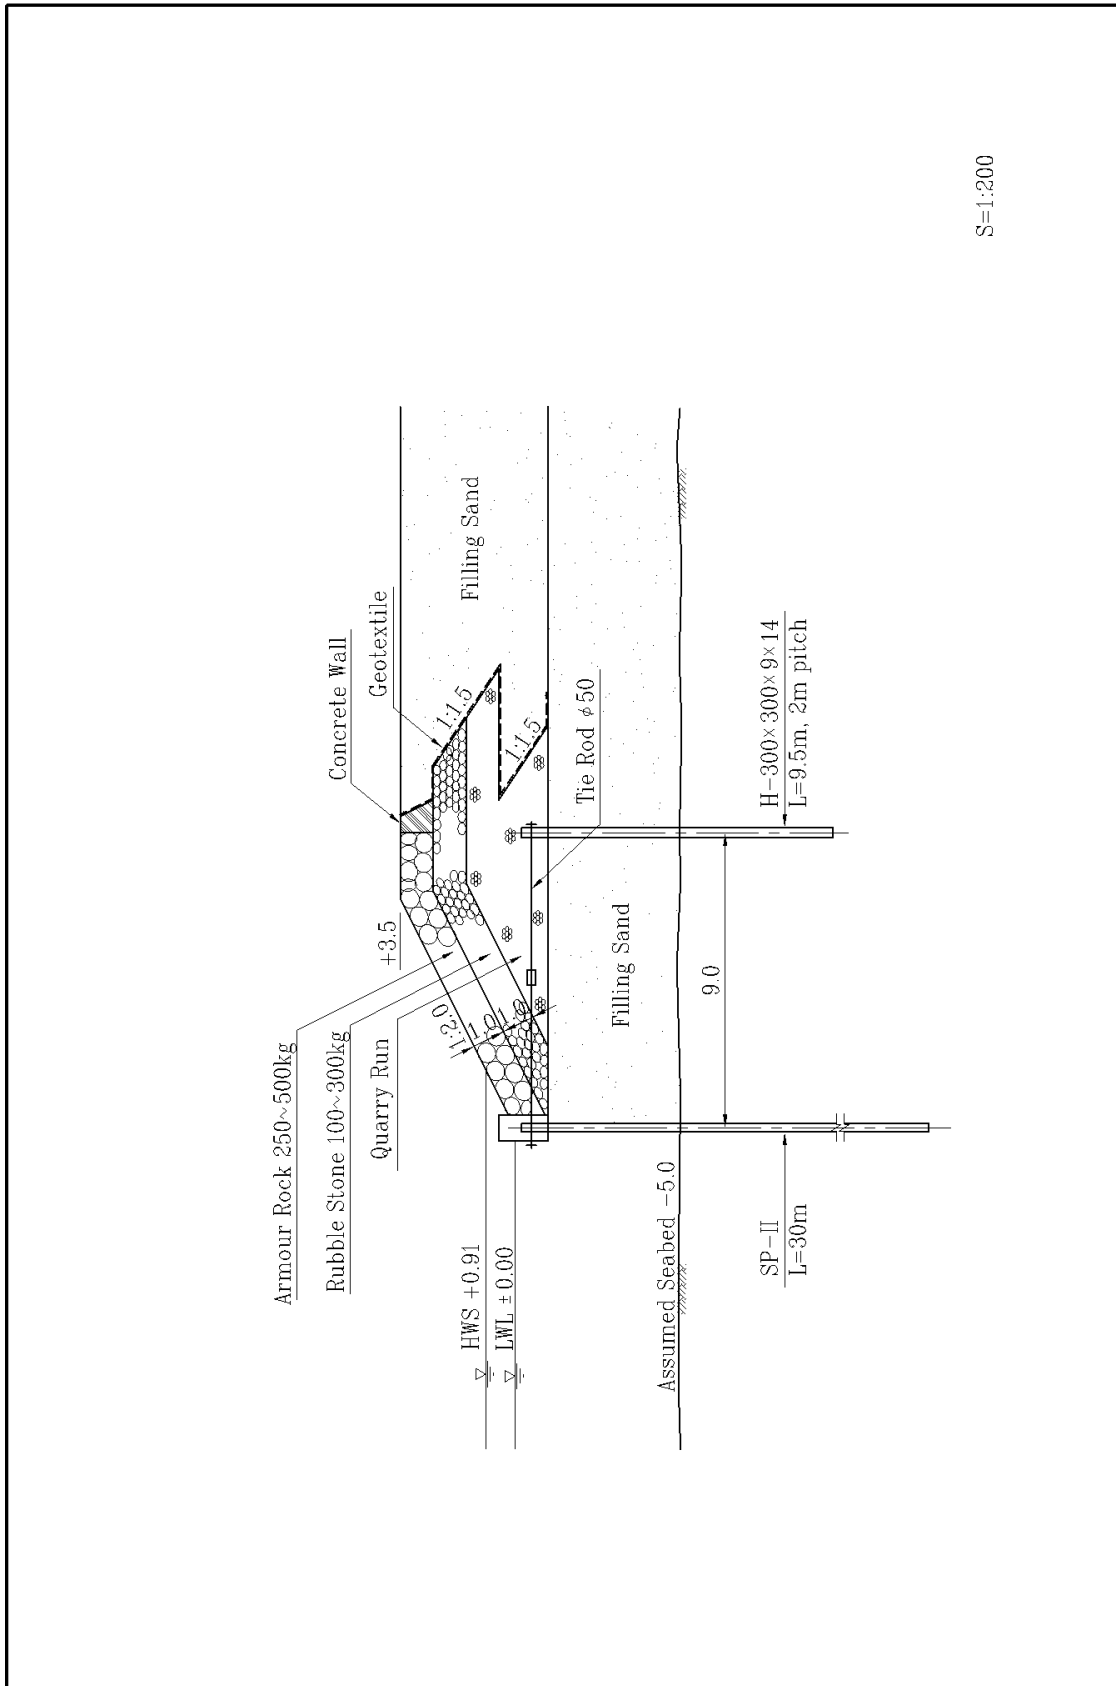 Concrete Wall
Geotextile
Armour Rock 250~500kg
+3.5
Rubble Stone 100~300kg
Quarry Run
1:1.5
Filling Sand
1:2.0
1.0
1.0
1:1.5
HWS +0.91
LWL ±0.00
Tie Rod ϕ50
Filling Sand
9.0
Assumed Seabed -5.0
SP-II
L=30m
H-300×300×9×14
L=9.5m, 2m pitch
S=1:200